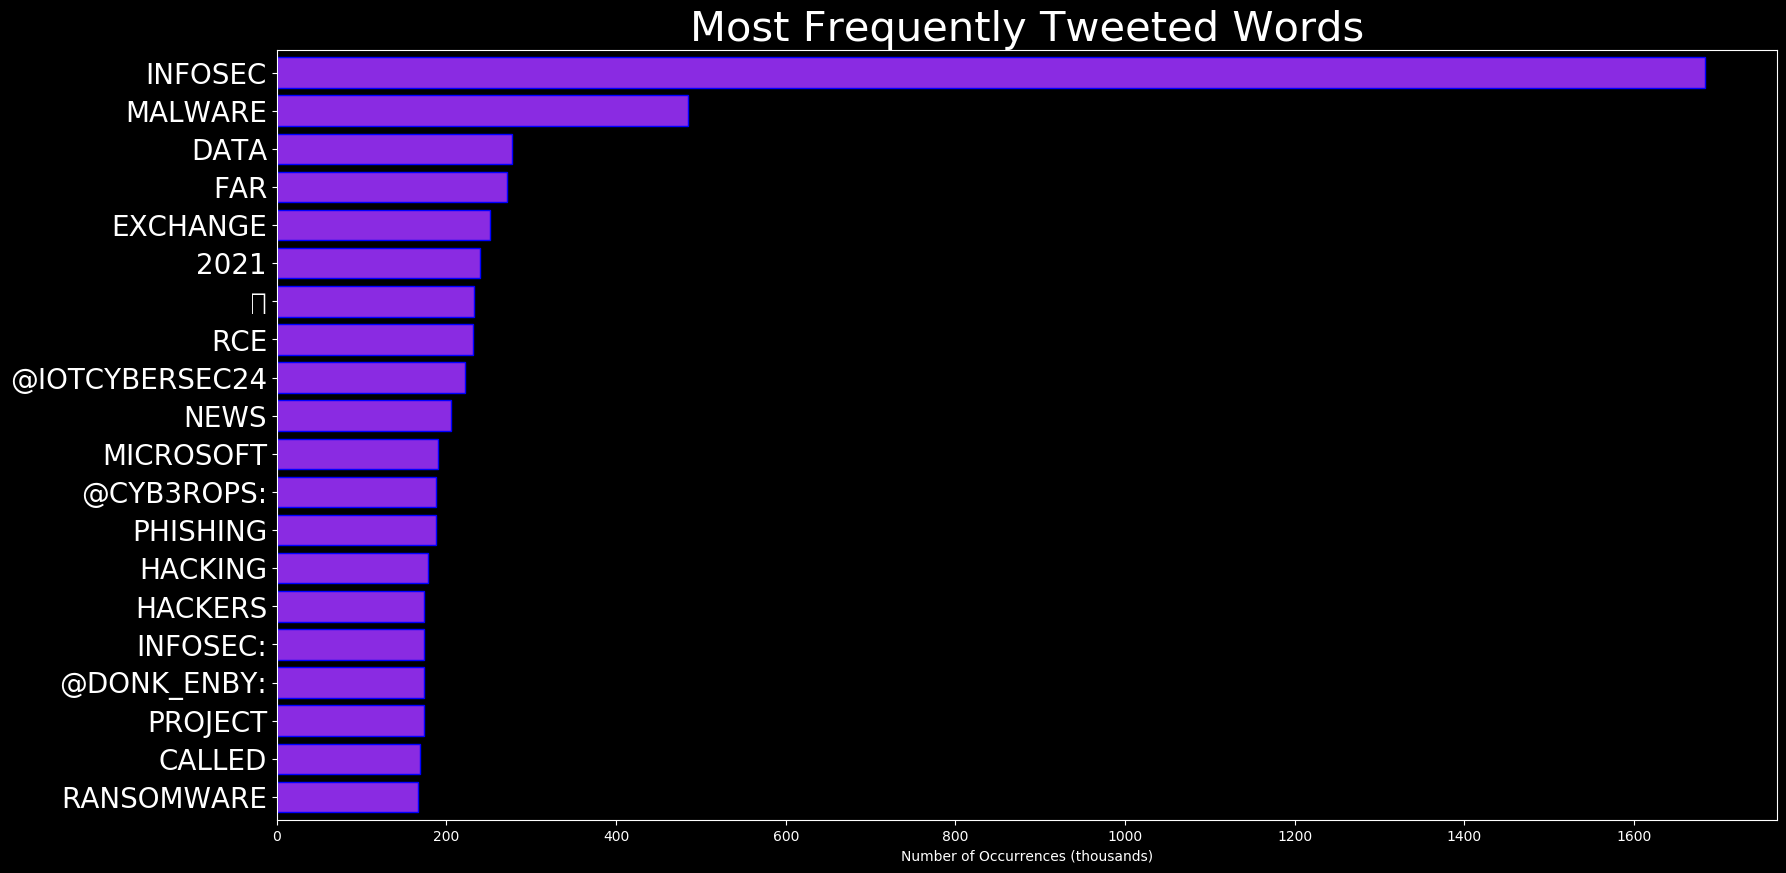 Most Frequently Tweeted Words
INFOSEC
MALWARE
DATA
FAR
EXCHANGE
2021
RCE
@IOTCYBERSEC24
NEWS
MICROSOFT
@CYB3ROPS:
PHISHING
HACKING
HACKERS
INFOSEC:
@DONK_ENBY:
PROJECT
CALLED
RANSOMWARE
0 200 400 600 800 1000 1200 1400 1600
Number of Occurrences (thousands)